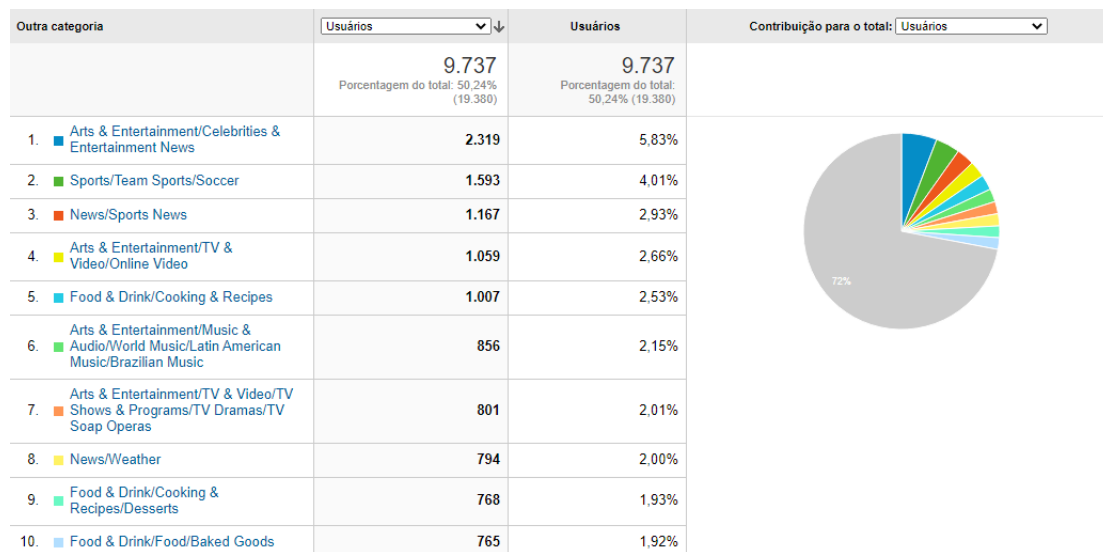 Outra categoria
Usuários
Usuários
Contribuição para o total: Usuários
9.737
Porcentagem do total: 50,24%
(19.380)
9.737
Porcentagem do total:
50,24% (19.380)
1. Arts & Entertainment/Celebrities &
Entertainment News
2.319
5,83%
2. Sports/Team Sports/Soccer
1.593
4,01%
3. News/Sports News
1.167
2,93%
4. Arts & Entertainment/TV &
Video/Online Video
1.059
2,66%
5. Food & Drink/Cooking & Recipes
1.007
2,53%
6. Arts & Entertainment/Music &
Audio/World Music/Latin American
Music/Brazilian Music
856
2,15%
7. Arts & Entertainment/TV & Video/TV
Shows & Programs/TV Dramas/TV
Soap Operas
801
2,01%
8. News/Weather
794
2,00%
9. Food & Drink/Cooking &
Recipes/Desserts
768
1,93%
10. Food & Drink/Food/Baked Goods
765
1,92%
72%